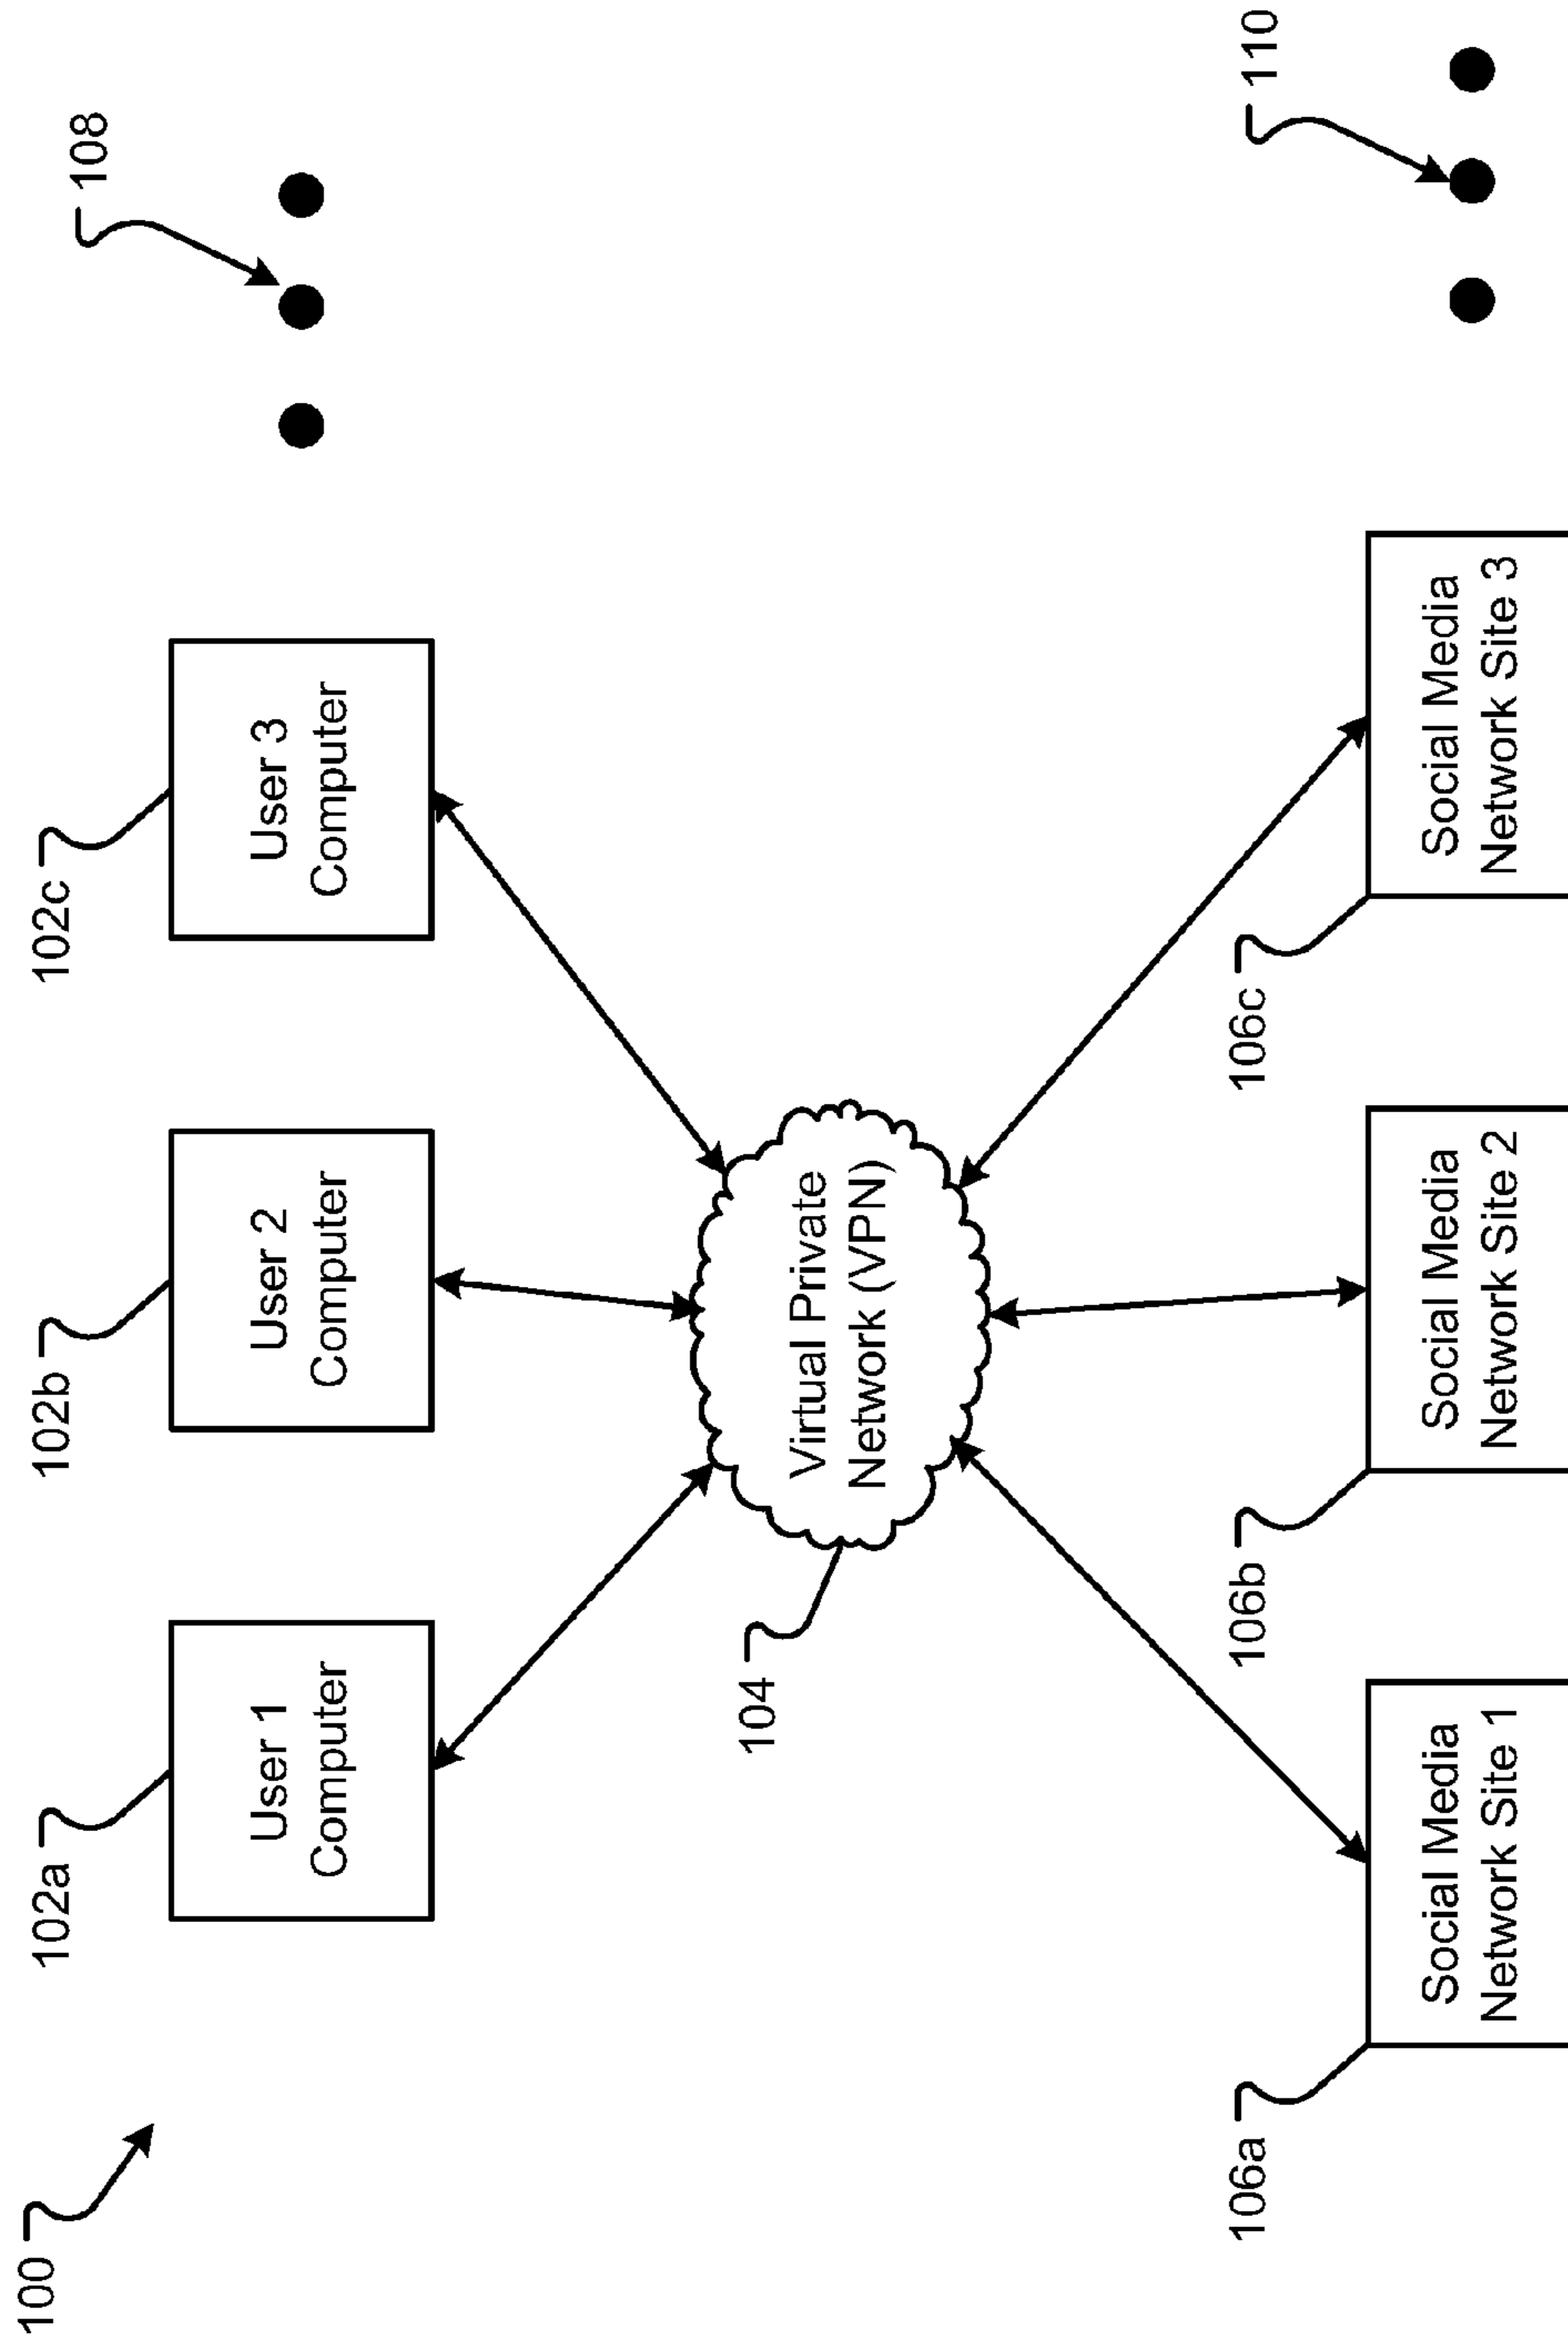 100
102a
User 1
Computer
102b
User 2
Computer
102c
User 3
Computer
108
104
Virtual Private
Network (VPN)
106a
Social Media
Network Site 1
106b
Social Media
Network Site 2
106c
Social Media
Network Site 3
110